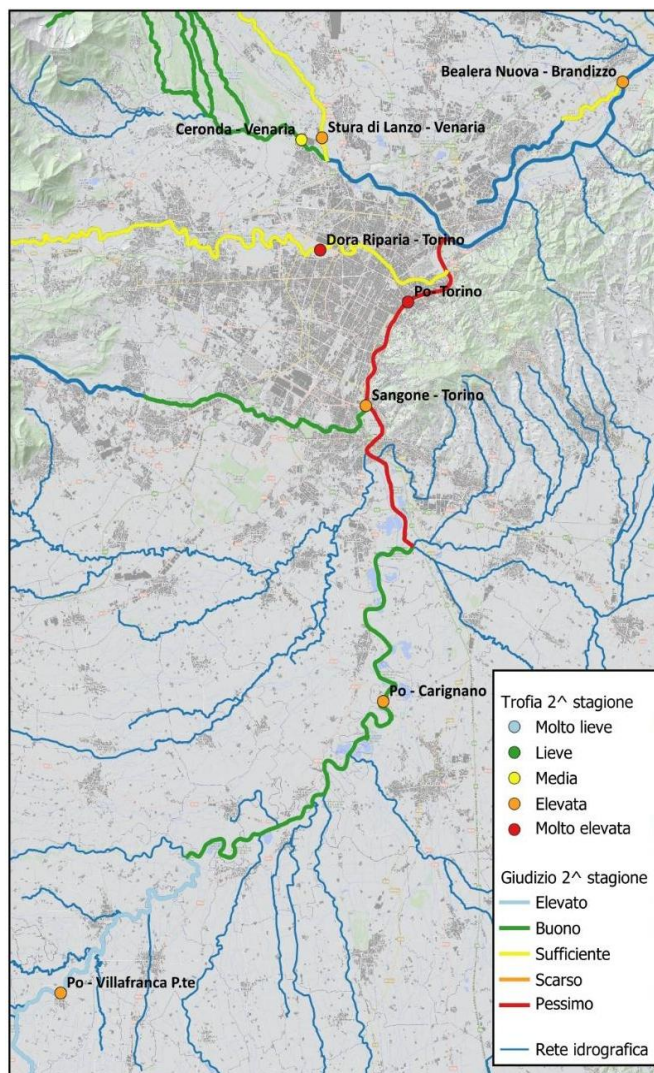 Bealera Nuova - Brandizzo
Ceronda - Venaria
Stura di Lanzo - Venaria
Dora Riparia - Torino
Po- Torino
Sangone - Torino
Po - Carignano
Po - Villafranca P.te
Trofia 2^ stagione
Molto lieve
Lieve
Media
Elevata
Molto elevata
Giudizio 2^ stagione
Elevato
Buono
Sufficiente
Scarso
Pessimo
Rete idrografica